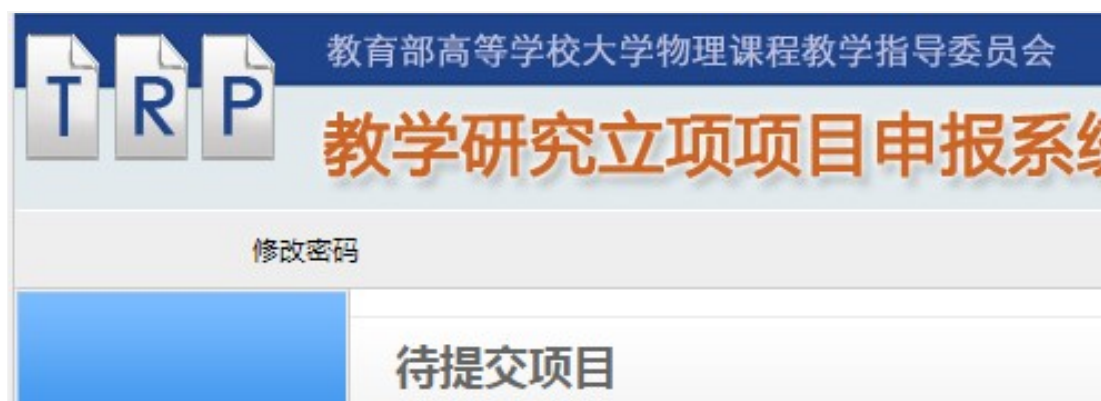 教育部高等学校大学物理课程教学指导委员会
TRP
教学研究立项项目申报系
修改密码
待提交项目